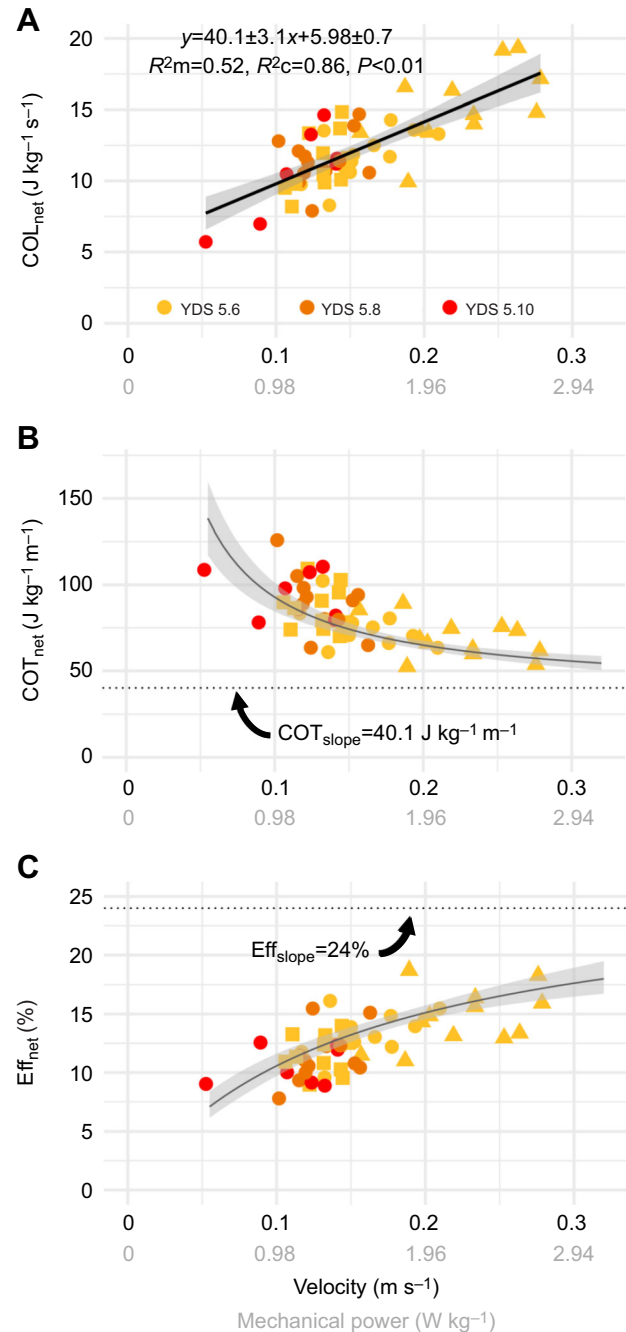 A
y=40.1±3.1x+5.98±0.7
R²m=0.52, R²c=0.86, P<0.01
20
15
10
5
0
COLnet (J kg–1 s–1)
YDS 5.6 YDS 5.8 YDS 5.10
0 0.1 0.2 0.3
0 0.98 1.96 2.94
B
150
100
50
0
COTnet (J kg–1 m–1)
COTslope=40.1 J kg–1 m–1
0 0.1 0.2 0.3
0 0.98 1.96 2.94
C
25
20
15
10
5
0
Effnet (%)
Effslope=24%
0 0.1 0.2 0.3
0 0.98 1.96 2.94
Velocity (m s–1)
Mechanical power (W kg–1)